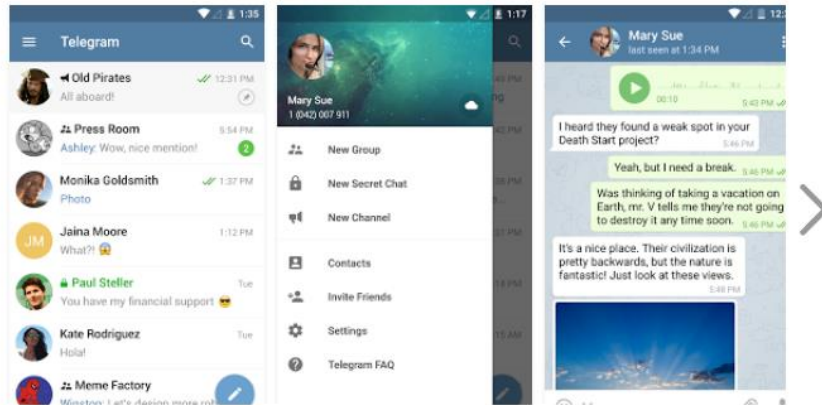 1:35
Telegram
Old Pirates
12:31 PM
All aboard!
Press Room
5:54 PM
Ashley: Wow, nice mention!
2
Monika Goldsmith
1:37 PM
Photo
JM
Jaina Moore
1:12 PM
What?!
Paul Steller
Tue
You have my financial support
Kate Rodriguez
Tue
Hola!
Meme Factory
Winston: Let's design more
1:17
Mary Sue
1 (042) 007 911
New Group
New Secret Chat
New Channel
Contacts
Invite Friends
Settings
Telegram FAQ
Mary Sue
last seen at 1:34 PM
00:10
5:43 PM
I heard they found a weak spot in your
Death Start project?
5:46 PM
Yeah, but I need a break.
5:46 PM
Was thinking of taking a vacation on
Earth, mr. V tells me they're not going
to destroy it any time soon.
5:46 PM
It's a nice place. Their civilization is
pretty backwards, but the nature is
fantastic! Just look at these views.
5:48 PM